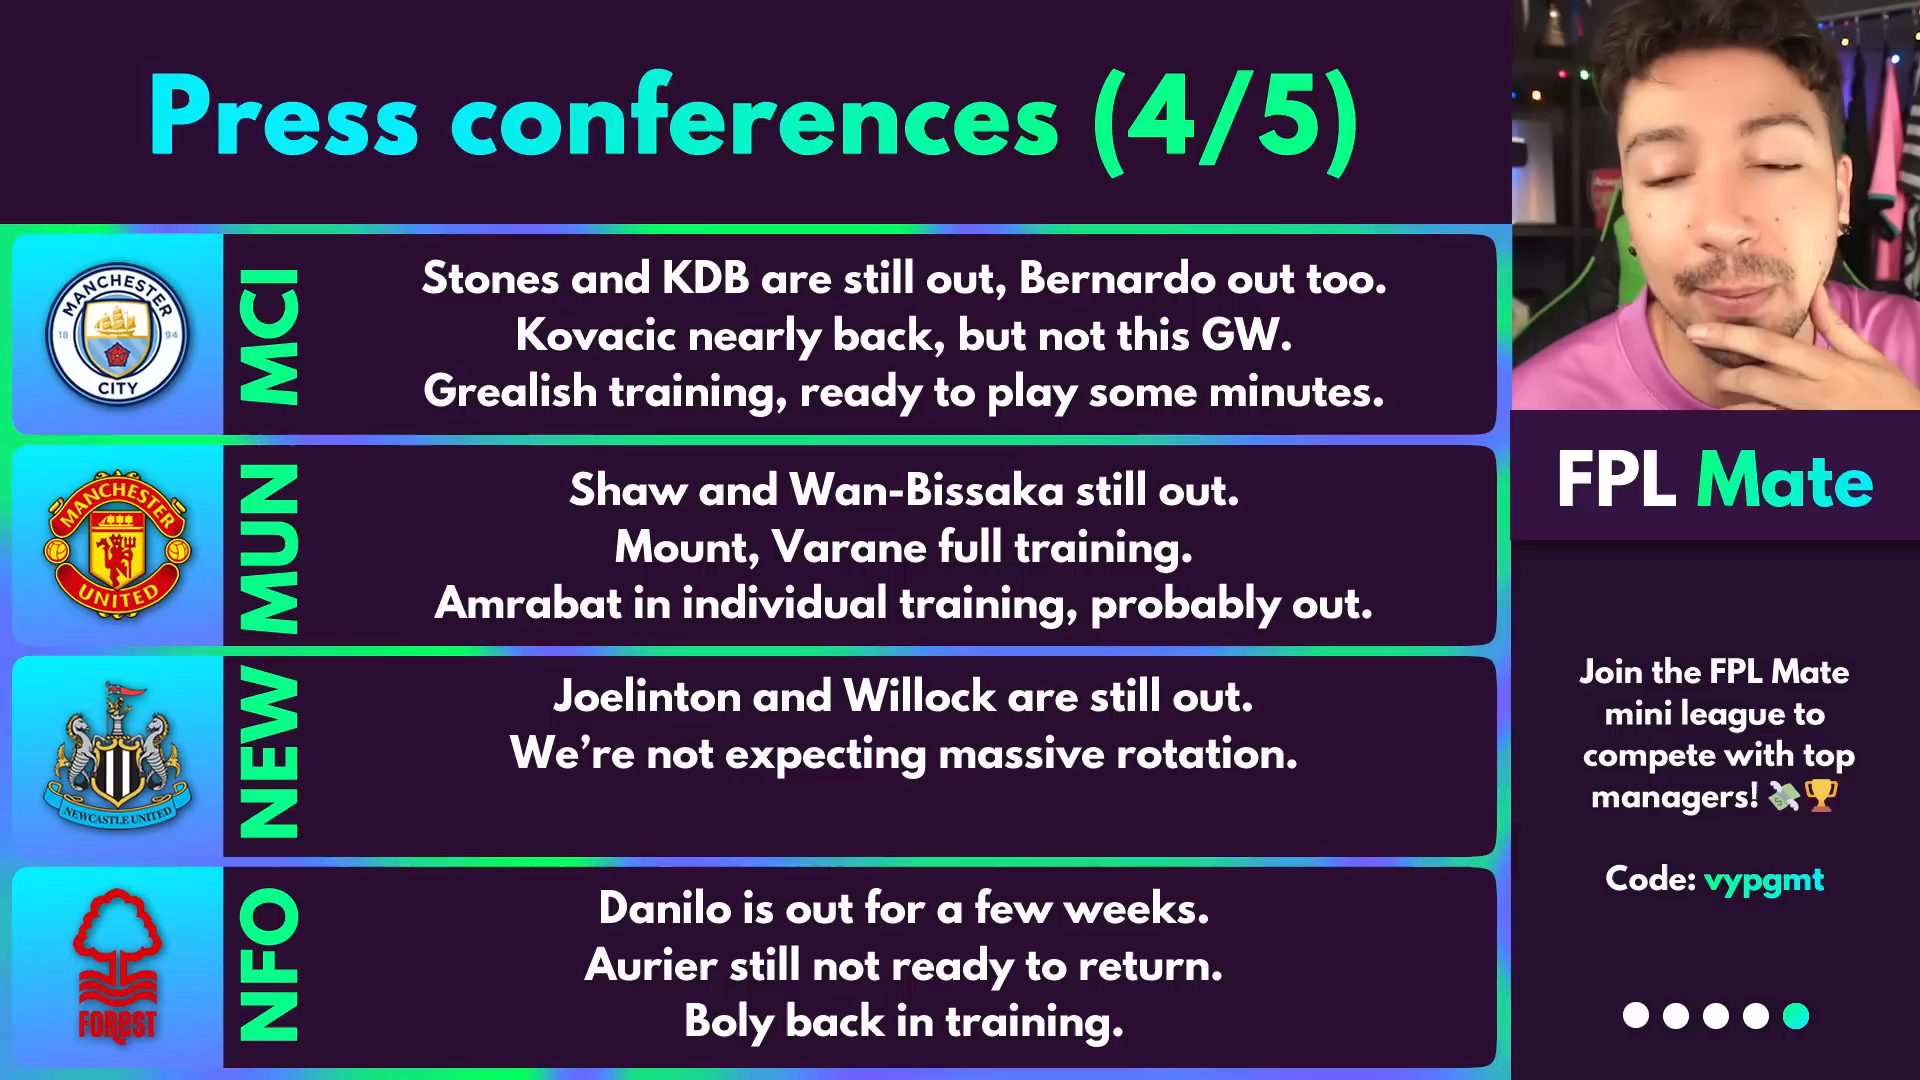 Press conferences (4/5)
MANCHESTER
18 94
CITY
MCI
Stones and KDB are still out, Bernardo out too.
Kovacic nearly back, but not this GW.
Grealish training, ready to play some minutes.
MANCHESTER
UNITED
MUN
Shaw and Wan-Bissaka still out.
Mount, Varane full training.
Amrabat in individual training, probably out.
NEWCASTLE UNITED
NEW
Joelinton and Willock are still out.
We’re not expecting massive rotation.
FOREST
NFO
Danilo is out for a few weeks.
Aurier still not ready to return.
Boly back in training.
FPL Mate
Join the FPL Mate
mini league to
compete with top
managers! 💸🏆
Code: vypgmt